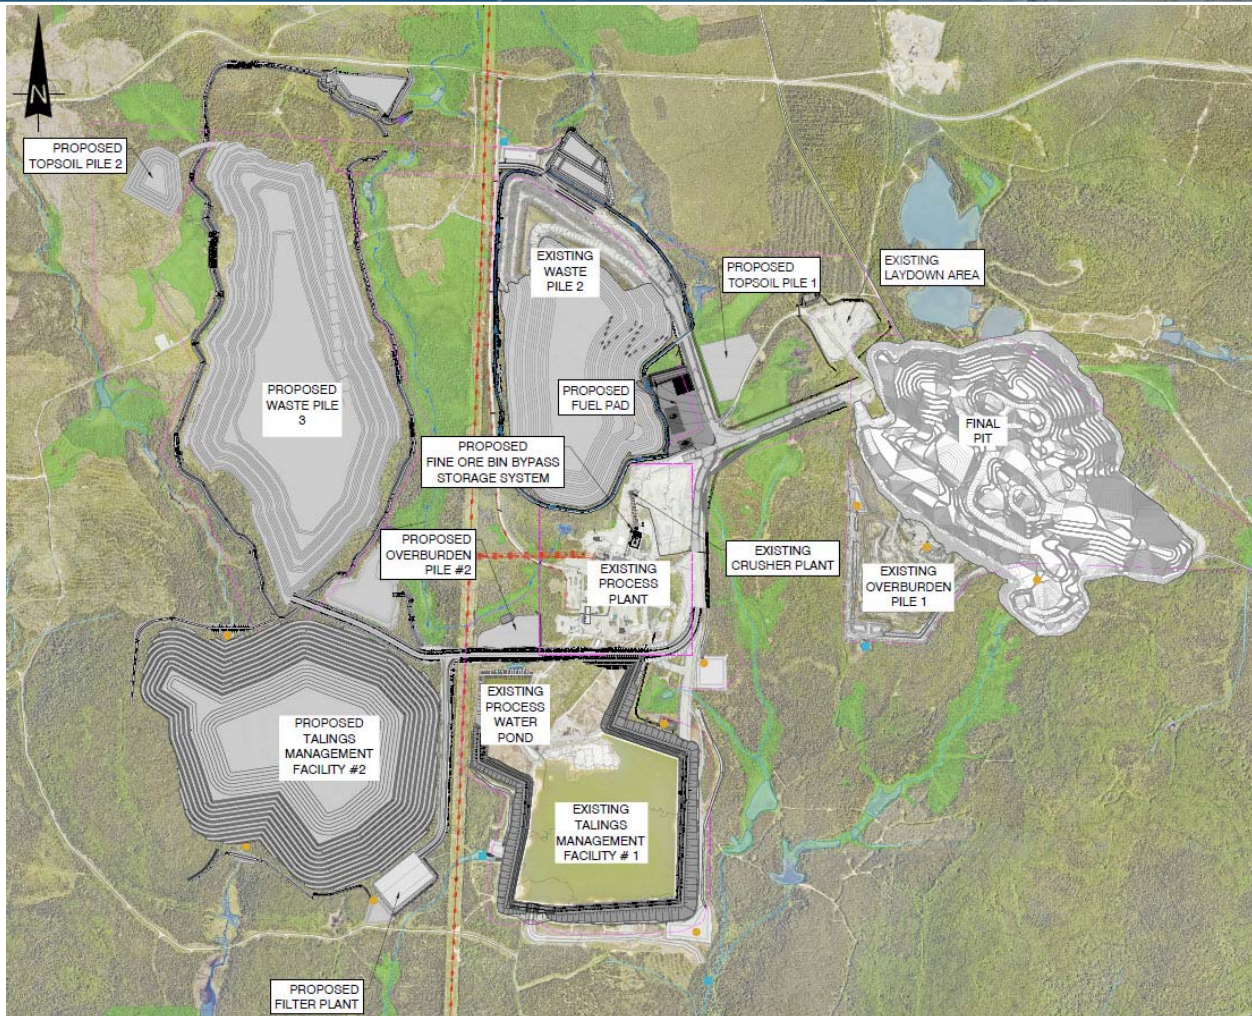 N
PROPOSED
TOPSOIL PILE 2
EXISTING
WASTE
PILE 2
PROPOSED
TOPSOIL PILE 1
EXISTING
LAYDOWN AREA
PROPOSED
WASTE PILE
3
PROPOSED
FUEL PAD
FINAL
PIT
PROPOSED
FINE ORE BIN BYPASS
STORAGE SYSTEM
PROPOSED
OVERBURDEN
PILE #2
EXISTING
PROCESS
PLANT
EXISTING
CRUSHER PLANT
EXISTING
OVERBURDEN
PILE 1
EXISTING
PROCESS
WATER
POND
PROPOSED
TALINGS
MANAGEMENT
FACILITY #2
EXISTING
TALINGS
MANAGEMENT
FACILITY # 1
PROPOSED
FILTER PLANT